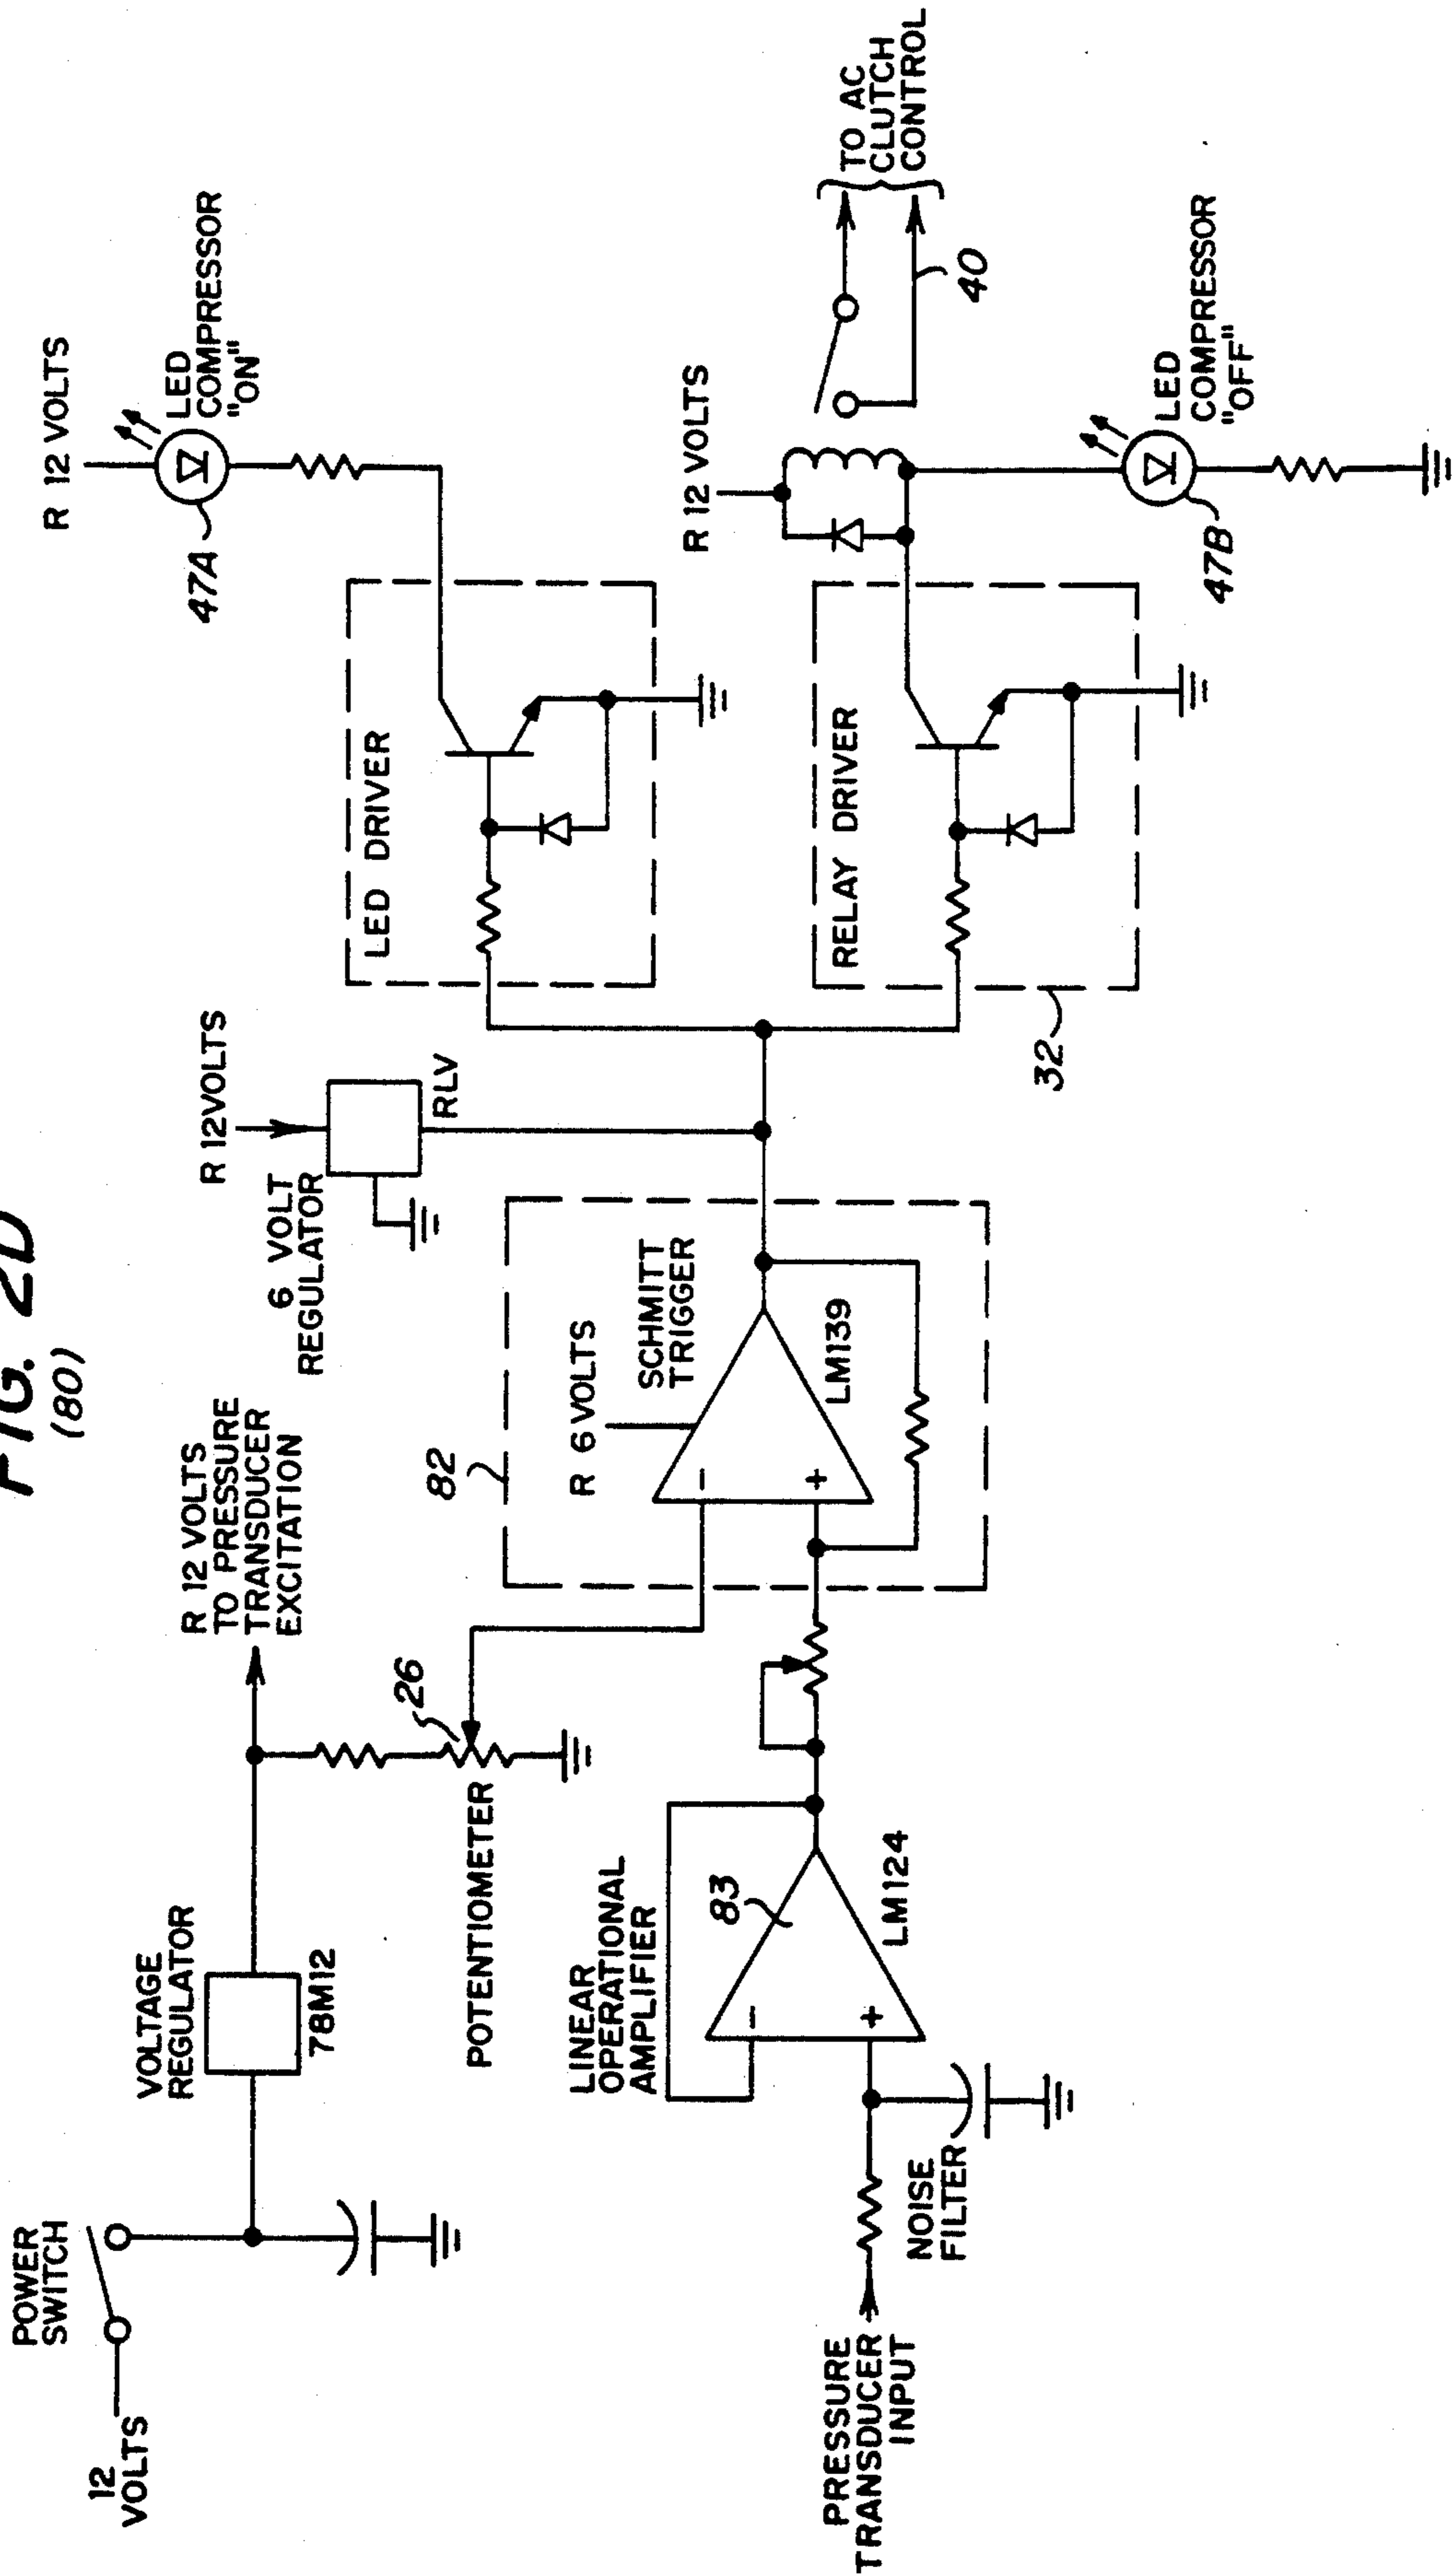 FIG. 2D
(80)
POWER
SWITCH
12
VOLTS
VOLTAGE
REGULATOR
78M12
R 12 VOLTS
TO PRESSURE
TRANSDUCER
EXCITATION
POTENTIOMETER
26
LINEAR
OPERATIONAL
AMPLIFIER
83
LM124
-
+
PRESSURE
TRANSDUCER
INPUT
NOISE
FILTER
82
R 6 VOLTS
SCHMITT
TRIGGER
LM139
-
+
R 12VOLTS
6 VOLT
REGULATOR
RLV
LED DRIVER
RELAY DRIVER
32
R 12 VOLTS
47A
LED
COMPRESSOR
"ON"
R 12 VOLTS
TO AC
CLUTCH
CONTROL
40
47B
LED
COMPRESSOR
"OFF"